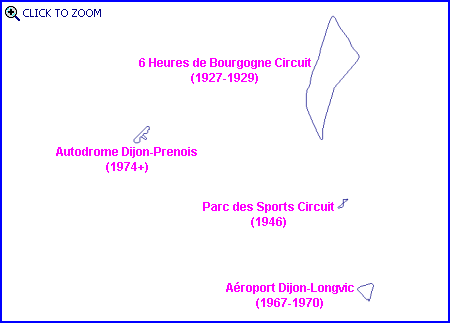 CLICK TO ZOOM
6 Heures de Bourgogne Circuit
(1927-1929)
Autodrome Dijon-Prenois
(1974+)
Parc des Sports Circuit
(1946)
Aéroport Dijon-Longvic
(1967-1970)